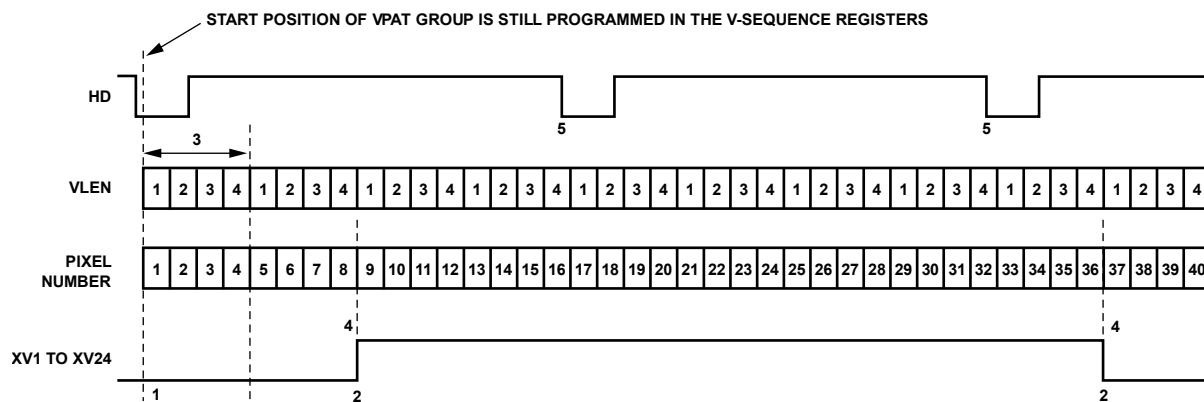 START POSITION OF VPAT GROUP IS STILL PROGRAMMED IN THE V-SEQUENCE REGISTERS
HD
5 5
3
VLEN 1 2 3 4 1 2 3 4 1 2 3 4 1 2 3 4 1 2 3 4 1 2 3 4 1 2 3 4 1 2 3 4 1 2 3 4 1 2 3 4
PIXEL
NUMBER
1 2 3 4 5 6 7 8 9 10 11 12 13 14 15 16 17 18 19 20 21 22 23 24 25 26 27 28 29 30 31 32 33 34 35 36 37 38 39 40
4 4
XV1 TO XV24
1 2 2